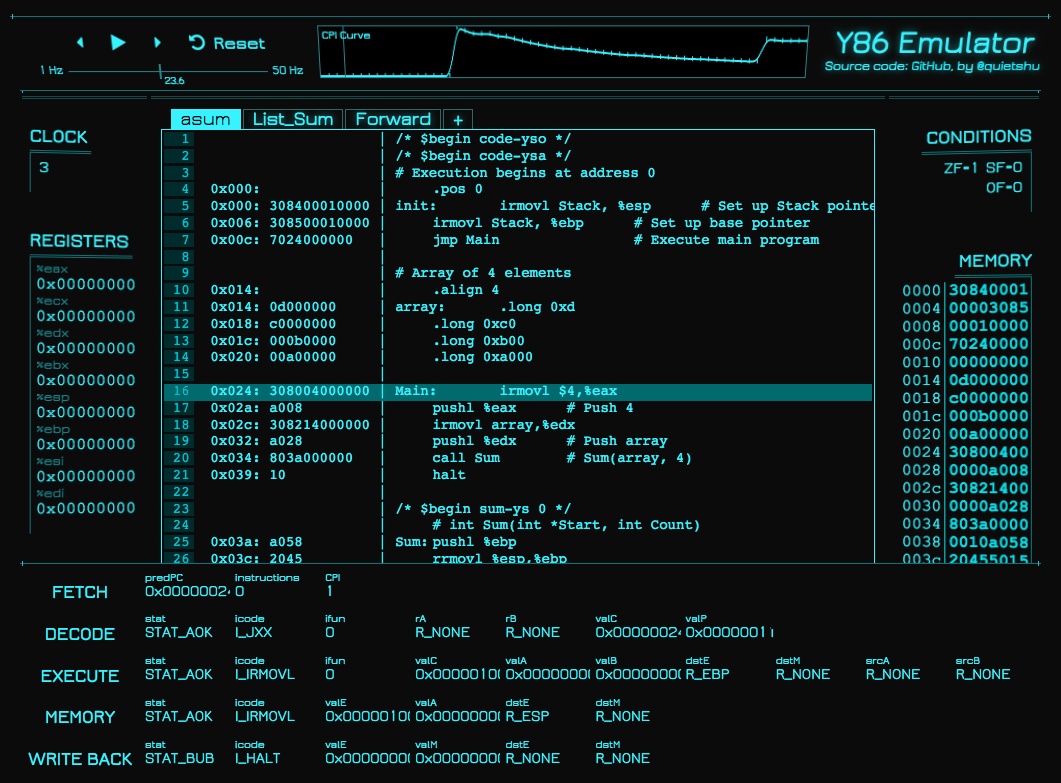 Reset
1 Hz 23.6 50 Hz
CPI Curve
Y86 Emulator
Source code: GitHub, by @quietshu
CLOCK
3
REGISTERS
%eax
0x00000000
%ecx
0x00000000
%edx
0x00000000
%ebx
0x00000000
%esp
0x00000000
%ebp
0x00000000
%esi
0x00000000
%edi
0x00000000
asum List_Sum Forward +
1 | /* $begin code-yso */
2 | /* $begin code-ysa */
3 | # Execution begins at address 0
4 0x000: | .pos 0
5 0x000: 308400010000 | init: irmovl Stack, %esp # Set up Stack pointe
6 0x006: 308500010000 | irmovl Stack, %ebp # Set up base pointer
7 0x00c: 7024000000 | jmp Main # Execute main program
8 |
9 | # Array of 4 elements
10 0x014: | .align 4
11 0x014: 0d000000 | array: .long 0xd
12 0x018: c0000000 | .long 0xc0
13 0x01c: 000b0000 | .long 0xb00
14 0x020: 00a00000 | .long 0xa000
15 |
16 0x024: 308004000000 | Main: irmovl $4,%eax
17 0x02a: a008 | pushl %eax # Push 4
18 0x02c: 308214000000 | irmovl array,%edx
19 0x032: a028 | pushl %edx # Push array
20 0x034: 803a000000 | call Sum # Sum(array, 4)
21 0x039: 10 | halt
22 |
23 | /* $begin sum-ys 0 */
24 | # int Sum(int *Start, int Count)
25 0x03a: a058 | Sum: pushl %ebp
26 0x03c: 2045 | rrmovl %esp,%ebp
CONDITIONS
ZF=1 SF=0
OF=0
MEMORY
0000 30840001
0004 00003085
0008 00010000
000c 70240000
0010 00000000
0014 0d000000
0018 c0000000
001c 000b0000
0020 00a00000
0024 30800400
0028 0000a008
002c 30821400
0030 0000a028
0034 803a0000
0038 0010a058
003c 20455015
FETCH
predPC instructions CPI
0x00000024 0 1
DECODE
stat icode ifun rA rB valC valP
STAT_AOK I_JXX 0 R_NONE R_NONE 0x00000024 0x00000011
EXECUTE
stat icode ifun valC valA valB dstE dstM srcA srcB
STAT_AOK I_IRMOVL 0 0x00000100 0x00000000 0x00000000 R_EBP R_NONE R_NONE R_NONE
MEMORY
stat icode valE valA dstE dstM
STAT_AOK I_IRMOVL 0x00000100 0x00000000 R_ESP R_NONE
WRITE BACK
stat icode valE valM dstE dstM
STAT_BUB I_HALT 0x00000000 0x00000000 R_NONE R_NONE